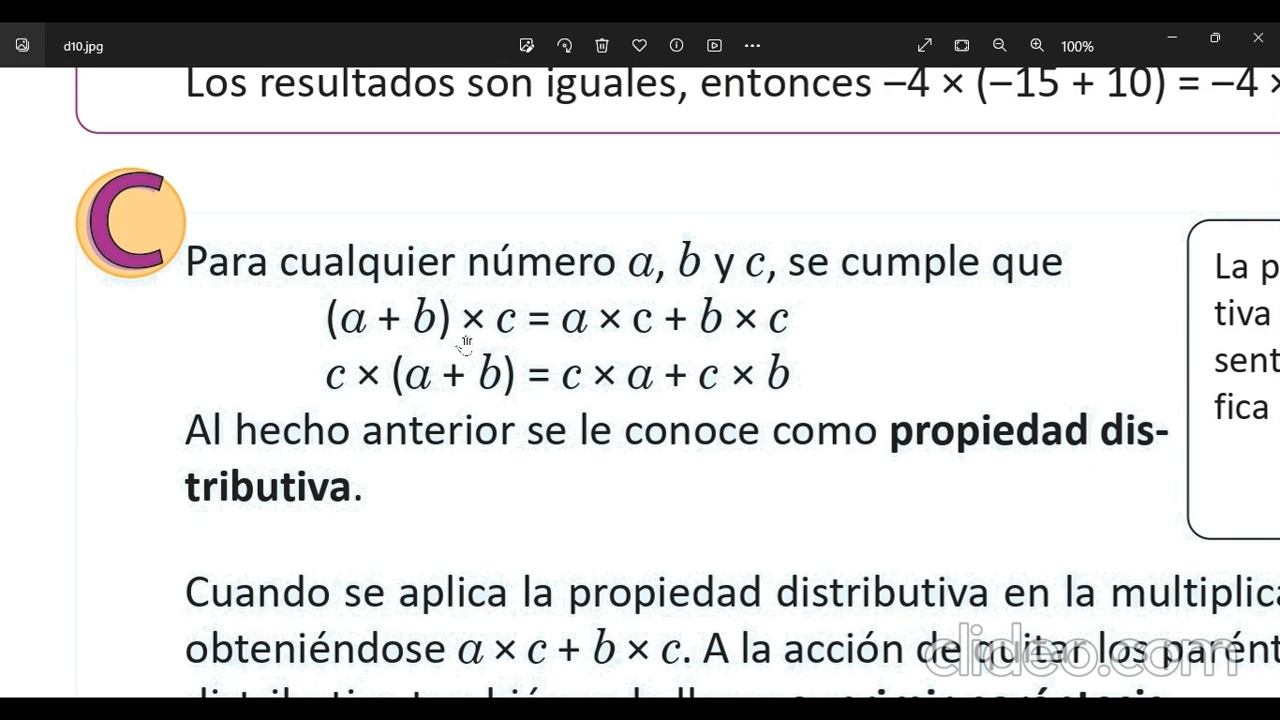 d10.jpg
100%
Los resultados son iguales, entonces –4 × (–15 + 10) = –4 ×
C
Para cualquier número a, b y c, se cumple que
(a + b) × c = a × c + b × c
c × (a + b) = c × a + c × b
Al hecho anterior se le conoce como propiedad dis-
tributiva.
La p
tiva
sent
fica
Cuando se aplica la propiedad distributiva en la multiplica
obteniéndose a × c + b × c. A la acción de quitar los parént
clideo.com